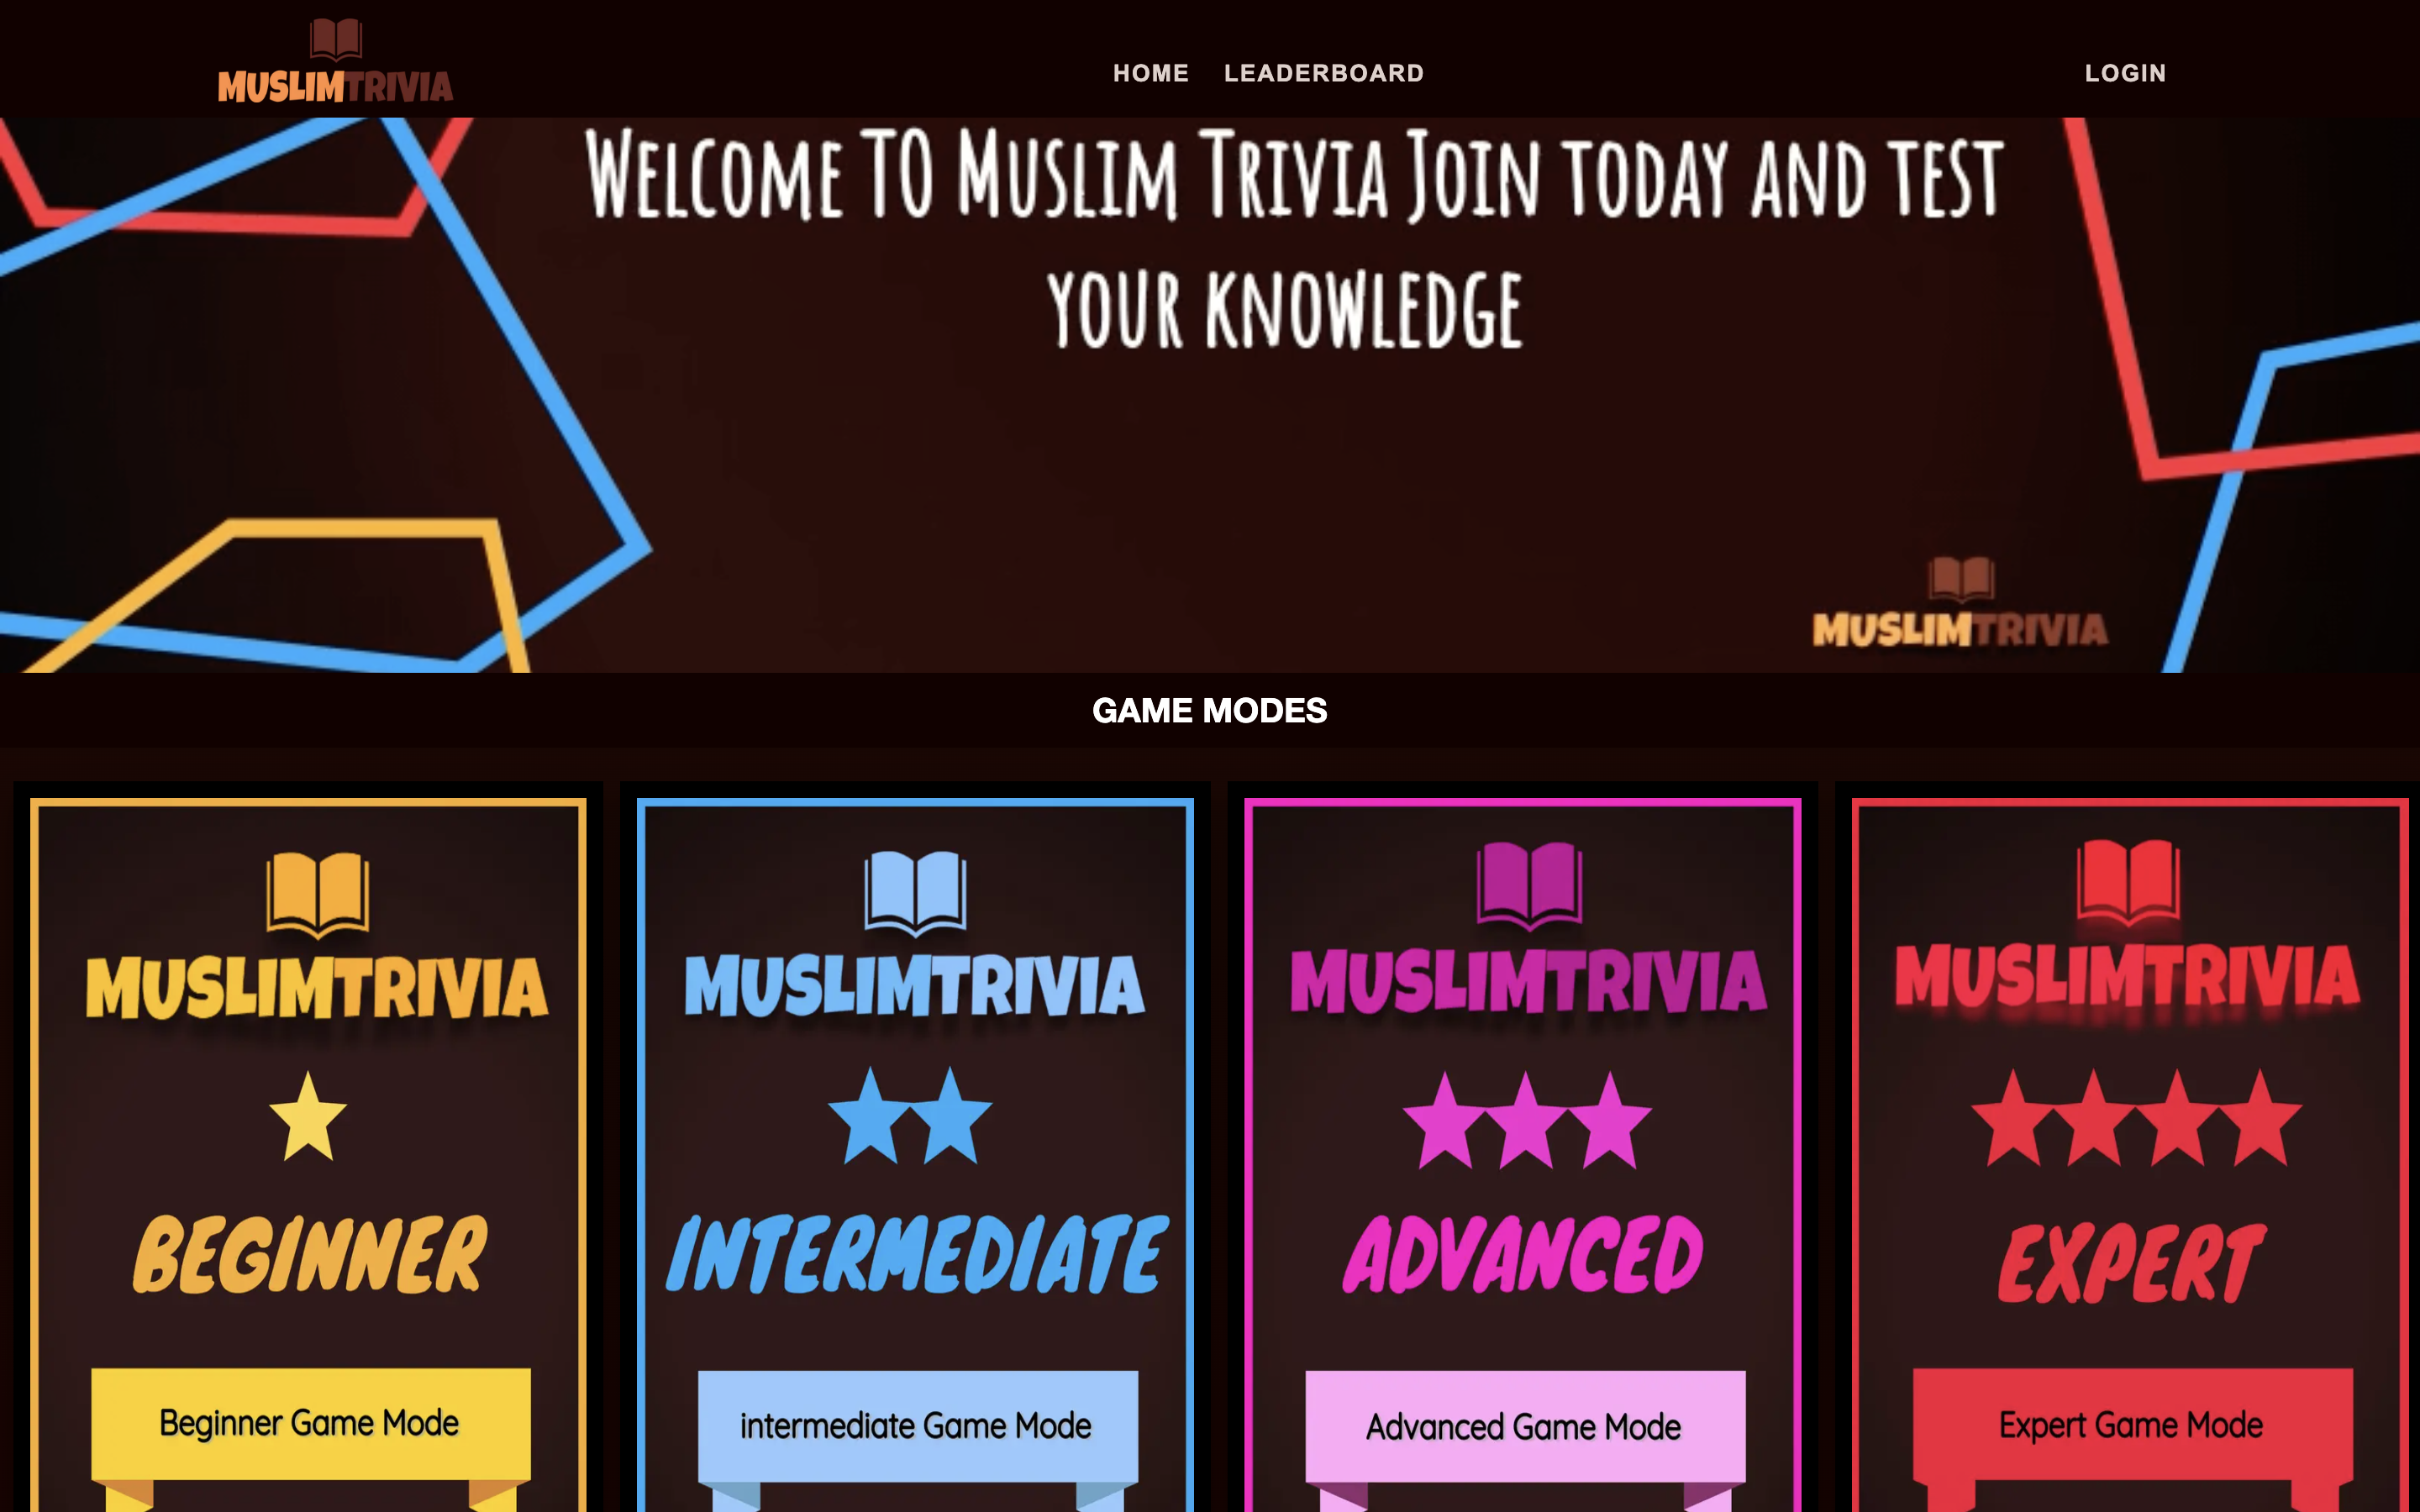 MUSLIMTRIVIA
HOME LEADERBOARD LOGIN
WELCOME TO MUSLIM TRIVIA JOIN TODAY AND TEST
YOUR KNOWLEDGE
MUSLIMTRIVIA
GAME MODES
MUSLIMTRIVIA
BEGINNER
Beginner Game Mode
MUSLIMTRIVIA
INTERMEDIATE
intermediate Game Mode
MUSLIMTRIVIA
ADVANCED
Advanced Game Mode
MUSLIMTRIVIA
EXPERT
Expert Game Mode